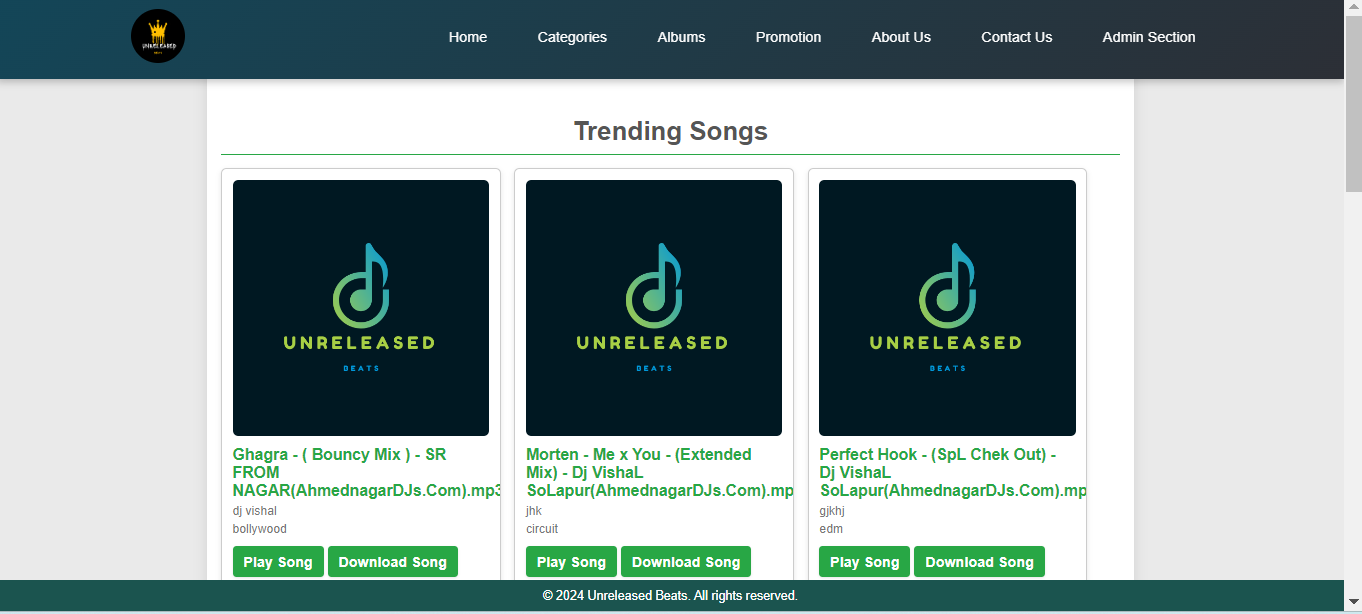 UNRELEASED
Home Categories Albums Promotion About Us Contact Us Admin Section
Trending Songs
UNRELEASED
BEATS
UNRELEASED
BEATS
UNRELEASED
BEATS
Ghagra - ( Bouncy Mix ) - SR
FROM
NAGAR(AhmednagarDJs.Com).mp3
dj vishal
bollywood
Play Song Download Song
Morten - Me x You - (Extended
Mix) - Dj VishaL
SoLapur(AhmednagarDJs.Com).mp
jhk
circuit
Play Song Download Song
Perfect Hook - (SpL Chek Out) -
Dj VishaL
SoLapur(AhmednagarDJs.Com).mp
gjkhj
edm
Play Song Download Song
© 2024 Unreleased Beats. All rights reserved.